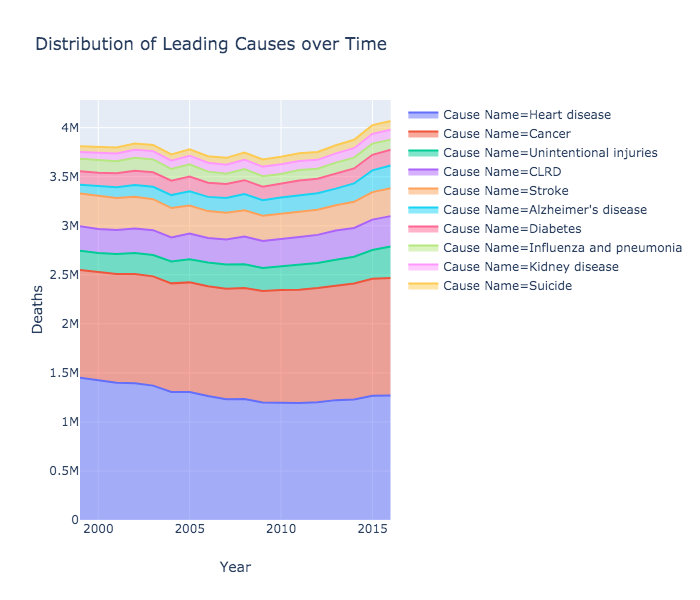 Distribution of Leading Causes over Time
4M
3.5M
3M
2.5M
2M
1.5M
1M
0.5M
0
Deaths
2000
2005
2010
2015
Year
Cause Name=Heart disease
Cause Name=Cancer
Cause Name=Unintentional injuries
Cause Name=CLRD
Cause Name=Stroke
Cause Name=Alzheimer's disease
Cause Name=Diabetes
Cause Name=Influenza and pneumonia
Cause Name=Kidney disease
Cause Name=Suicide